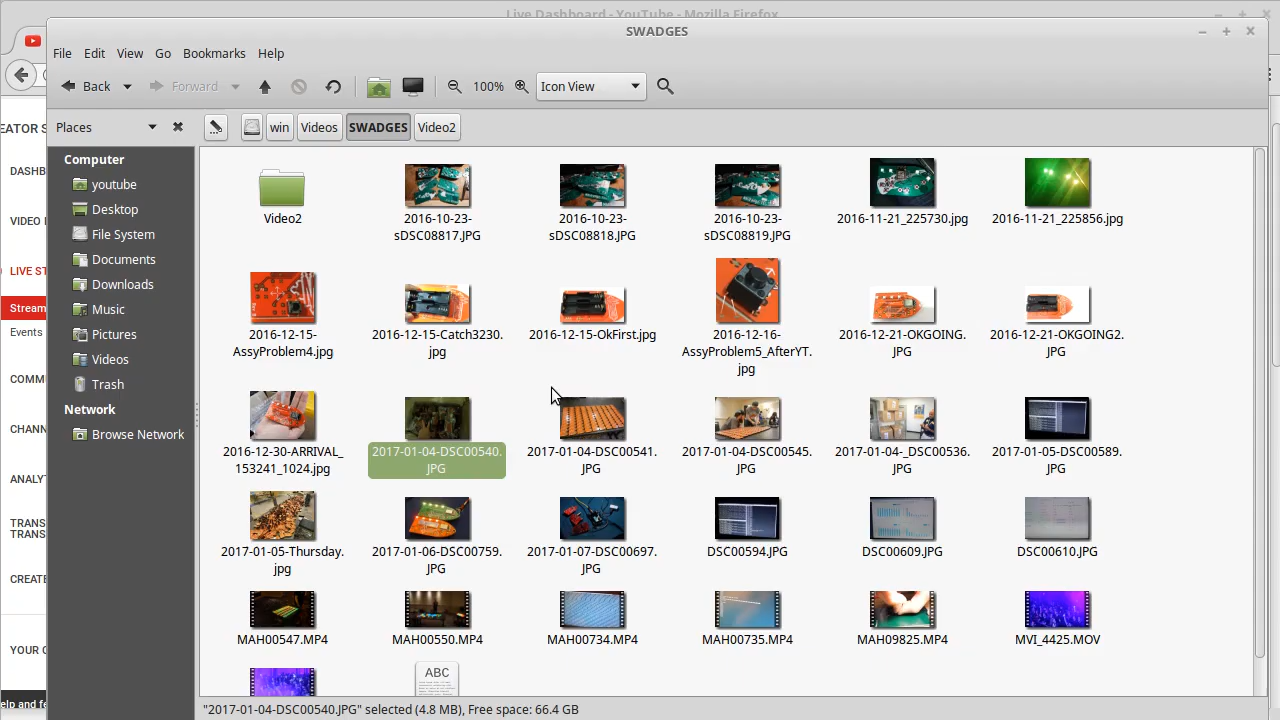 Live Dashboard - YouTube - Mozilla Firefox
SWADGES
File Edit View Go Bookmarks Help
Back Forward 100% Icon View
Places win Videos SWADGES Video2
EATOR S
DASHB
VIDEO
LIVE ST
Stream
Events
COMM
CHANN
ANALY
TRANS
TRANS
CREATE
YOUR C
elp and fe
Computer
youtube
Desktop
File System
Documents
Downloads
Music
Pictures
Videos
Trash
Network
Browse Network
Video2
2016-10-23-
sDSC08817.JPG
2016-10-23-
sDSC08818.JPG
2016-10-23-
sDSC08819.JPG
2016-11-21_225730.jpg
2016-11-21_225856.jpg
2016-12-15-
AssyProblem4.jpg
2016-12-15-Catch3230.
jpg
2016-12-15-OkFirst.jpg
2016-12-16-
AssyProblem5_AfterYT.
jpg
2016-12-21-OKGOING.
JPG
2016-12-21-OKGOING2.
JPG
2016-12-30-ARRIVAL_
153241_1024.jpg
2017-01-04-DSC00540.
JPG
2017-01-04-DSC00541.
JPG
2017-01-04-DSC00545.
JPG
2017-01-04-_DSC00536.
JPG
2017-01-05-DSC00589.
JPG
2017-01-05-Thursday.
jpg
2017-01-06-DSC00759.
JPG
2017-01-07-DSC00697.
JPG
DSC00594.JPG
DSC00609.JPG
DSC00610.JPG
MAH00547.MP4
MAH00550.MP4
MAH00734.MP4
MAH00735.MP4
MAH09825.MP4
MVI_4425.MOV
ABC
"2017-01-04-DSC00540.JPG" selected (4.8 MB), Free space: 66.4 GB